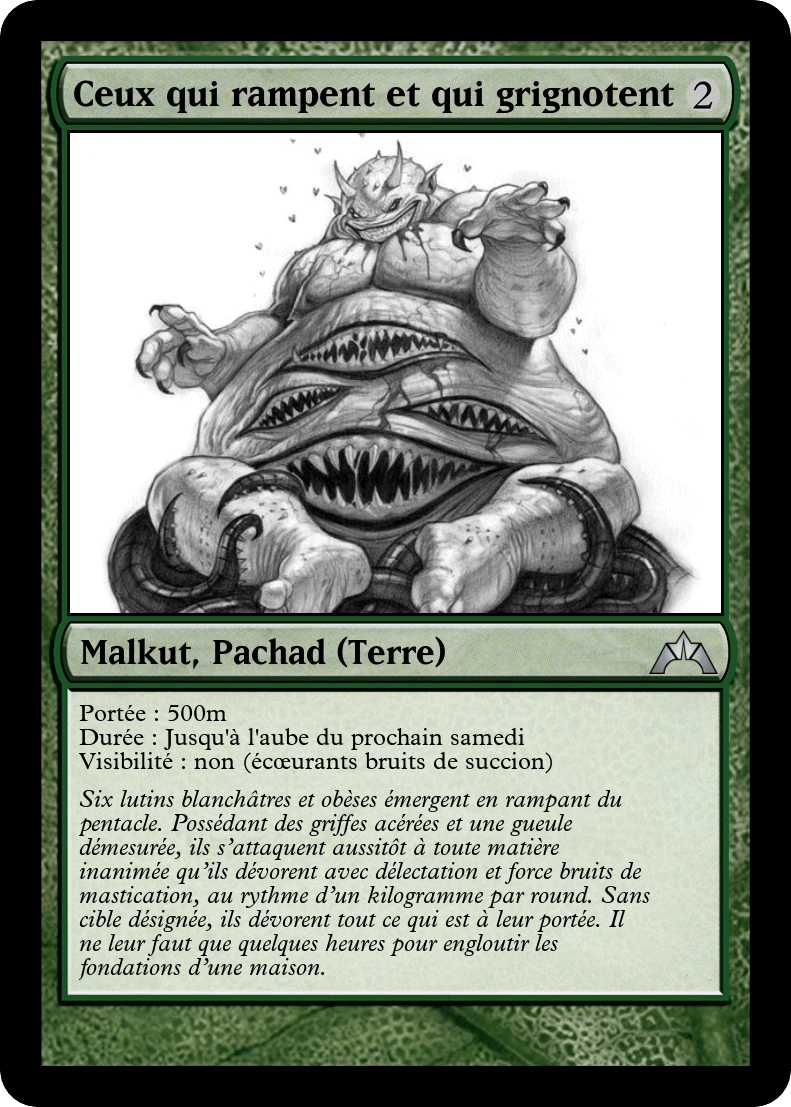 Ceux qui rampent et qui grignotent 2
Malkut, Pachad (Terre)
Portée : 500m
Durée : Jusqu'à l'aube du prochain samedi
Visibilité : non (écœurants bruits de succion)
Six lutins blanchâtres et obèses émergent en rampant du
pentacle. Possédant des griffes acérées et une gueule
démesurée, ils s’attaquent aussitôt à toute matière
inanimée qu’ils dévorent avec délectation et force bruits de
mastication, au rythme d’un kilogramme par round. Sans
cible désignée, ils dévorent tout ce qui est à leur portée. Il
ne leur faut que quelques heures pour engloutir les
fondations d’une maison.